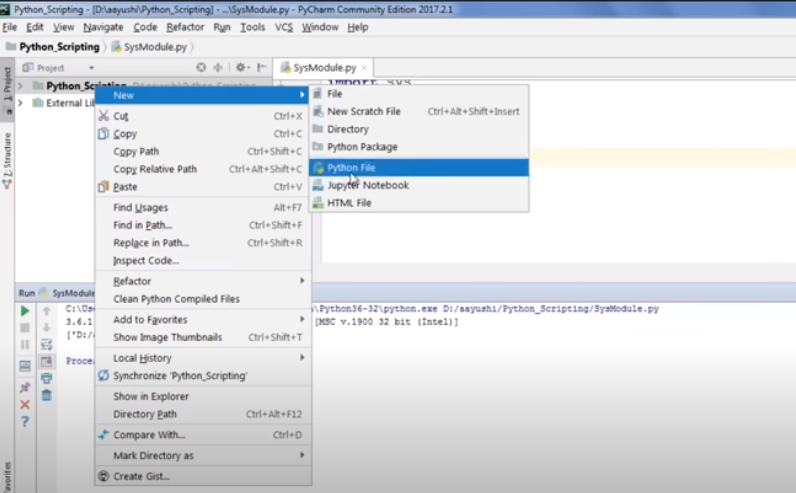 Python_Scripting - [D:\aayushi\Python_Scripting] - ...\SysModule.py - PyCharm Community Edition 2017.2.1
File Edit View Navigate Code Refactor Run Tools VCS Window Help
Python_Scripting SysModule.py
Project SysModule.py
1: Project
Python_Scripting D:\aayushi\Python_Scripting
External Lib
import sys
New
Cut Ctrl+X
Copy Ctrl+C
Copy Path Ctrl+Shift+C
Copy Relative Path Ctrl+Alt+Shift+C
Paste Ctrl+V
Find Usages Alt+F7
Find in Path... Ctrl+Shift+F
Replace in Path... Ctrl+Shift+R
Inspect Code...
Refactor
Clean Python Compiled Files
Add to Favorites
Show Image Thumbnails Ctrl+Shift+T
Local History
Synchronize 'Python_Scripting'
Show in Explorer
Directory Path Ctrl+Alt+F12
Compare With... Ctrl+D
Mark Directory as
Create Gist...
File
New Scratch File Ctrl+Alt+Shift+Insert
Directory
Python Package
Python File
Jupyter Notebook
HTML File
7: Structure
Run SysModule
C:\Use \Python36-32\python.exe D:/aayushi/Python_Scripting/SysModule.py
3.6.1 [MSC v.1900 32 bit (Intel)]
['D:/
Proce
Favorites